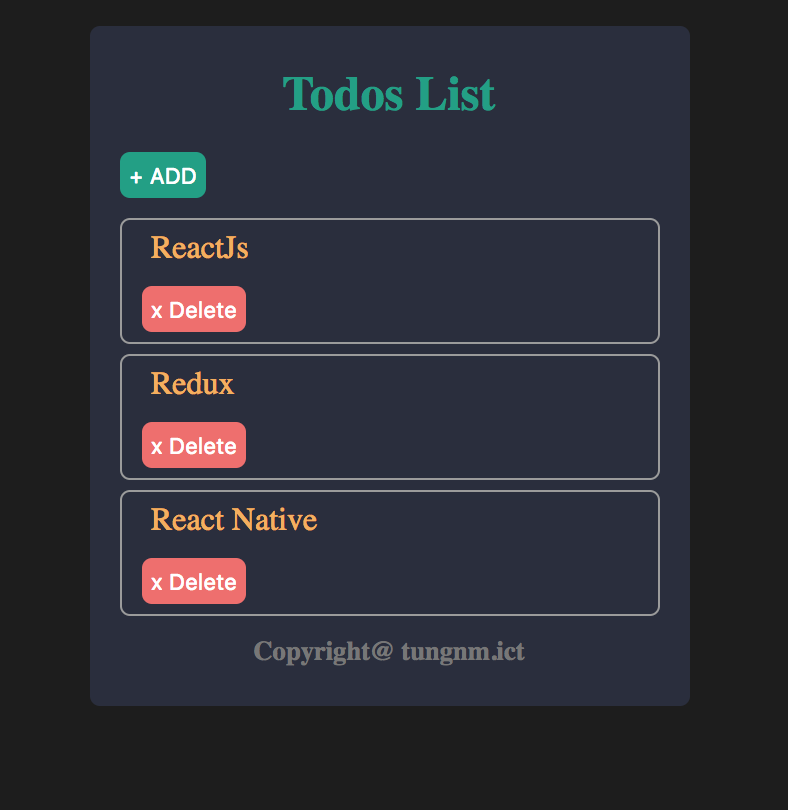 Todos List
+ ADD
ReactJs
x Delete
Redux
x Delete
React Native
x Delete
Copyright@ tungnm.ict